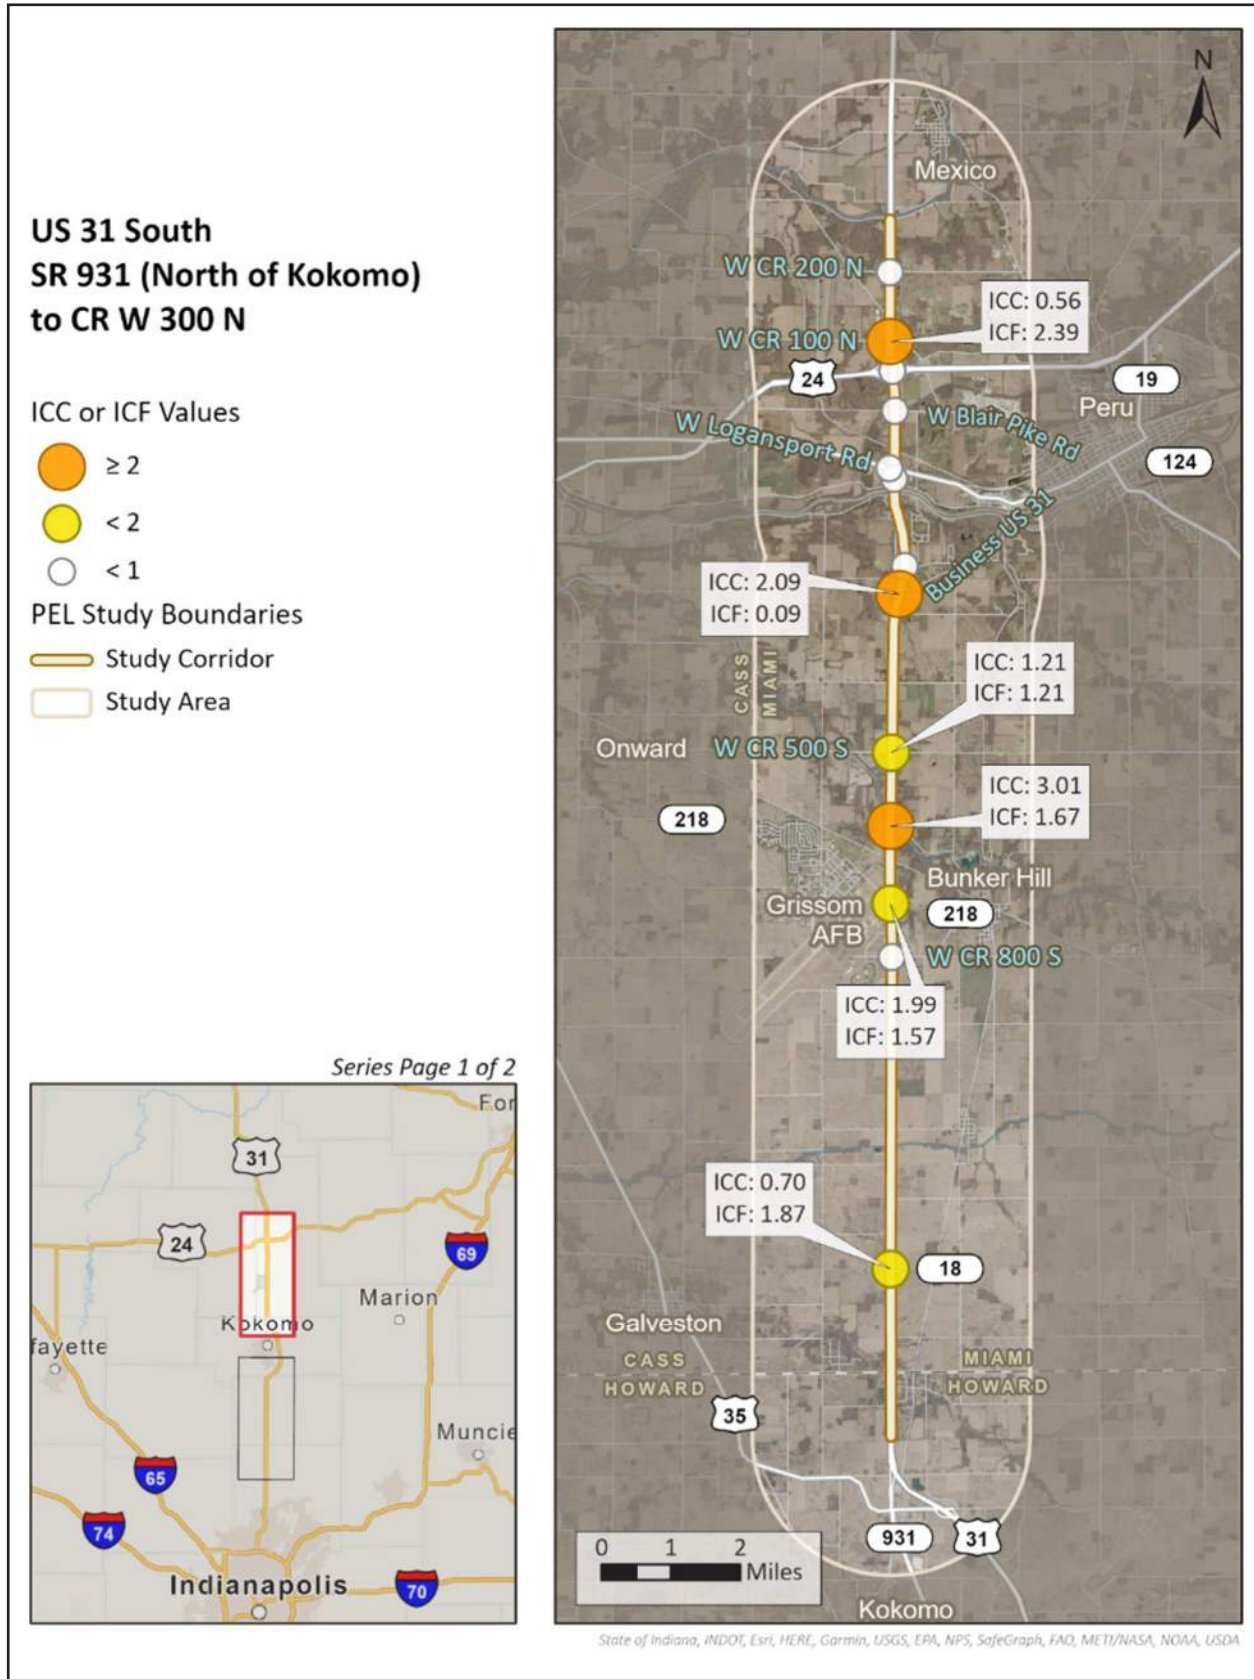 US 31 South
SR 931 (North of Kokomo)
to CR W 300 N
ICC or ICF Values
≥ 2
< 2
< 1
PEL Study Boundaries
Study Corridor
Study Area
Series Page 1 of 2
For
31
24
69
Marion
Kokomo
fayette
Muncie
65
74
Indianapolis
70
N
Mexico
W CR 200 N
ICC: 0.56
ICF: 2.39
W CR 100 N
24
19
Peru
W Blair Pike Rd
W Logansport Rd
124
Business US 31
ICC: 2.09
ICF: 0.09
CASS
MIAMI
ICC: 1.21
ICF: 1.21
Onward
W CR 500 S
ICC: 3.01
ICF: 1.67
218
Bunker Hill
Grissom
AFB
218
W CR 800 S
ICC: 1.99
ICF: 1.57
ICC: 0.70
ICF: 1.87
18
Galveston
CASS
HOWARD
MIAMI
HOWARD
35
931
31
0 1 2
Miles
Kokomo
State of Indiana, INDOT, Esri, HERE, Garmin, USGS, EPA, NPS, SafeGraph, FAO, METI/NASA, NOAA, USDA